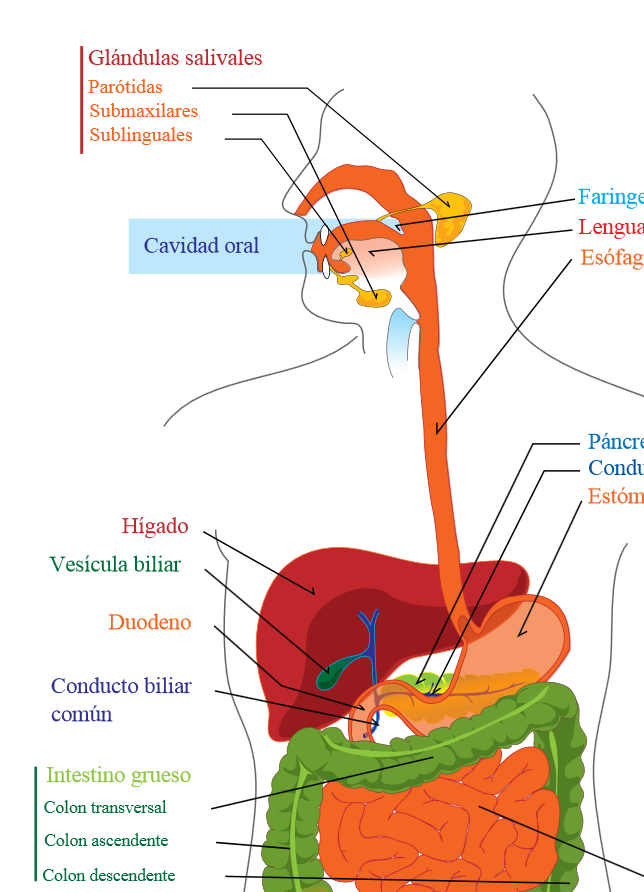 Glándulas salivales
Parótidas
Submaxilares
Sublinguales
Cavidad oral
Faringe
Lengua
Esófag
Páncre
Condu
Estóm
Hígado
Vesícula biliar
Duodeno
Conducto biliar
común
Intestino grueso
Colon transversal
Colon ascendente
Colon descendente